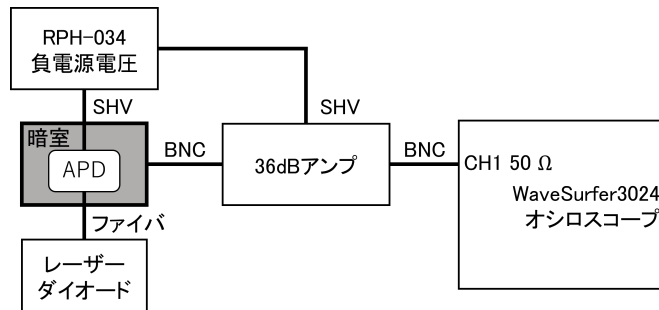 RPH-034
負電源電圧
SHV
SHV
暗室
APD
BNC
36dBアンプ
BNC
CH1 50 Ω
WaveSurfer3024
オシロスコープ
ファイバ
レーザー
ダイオード